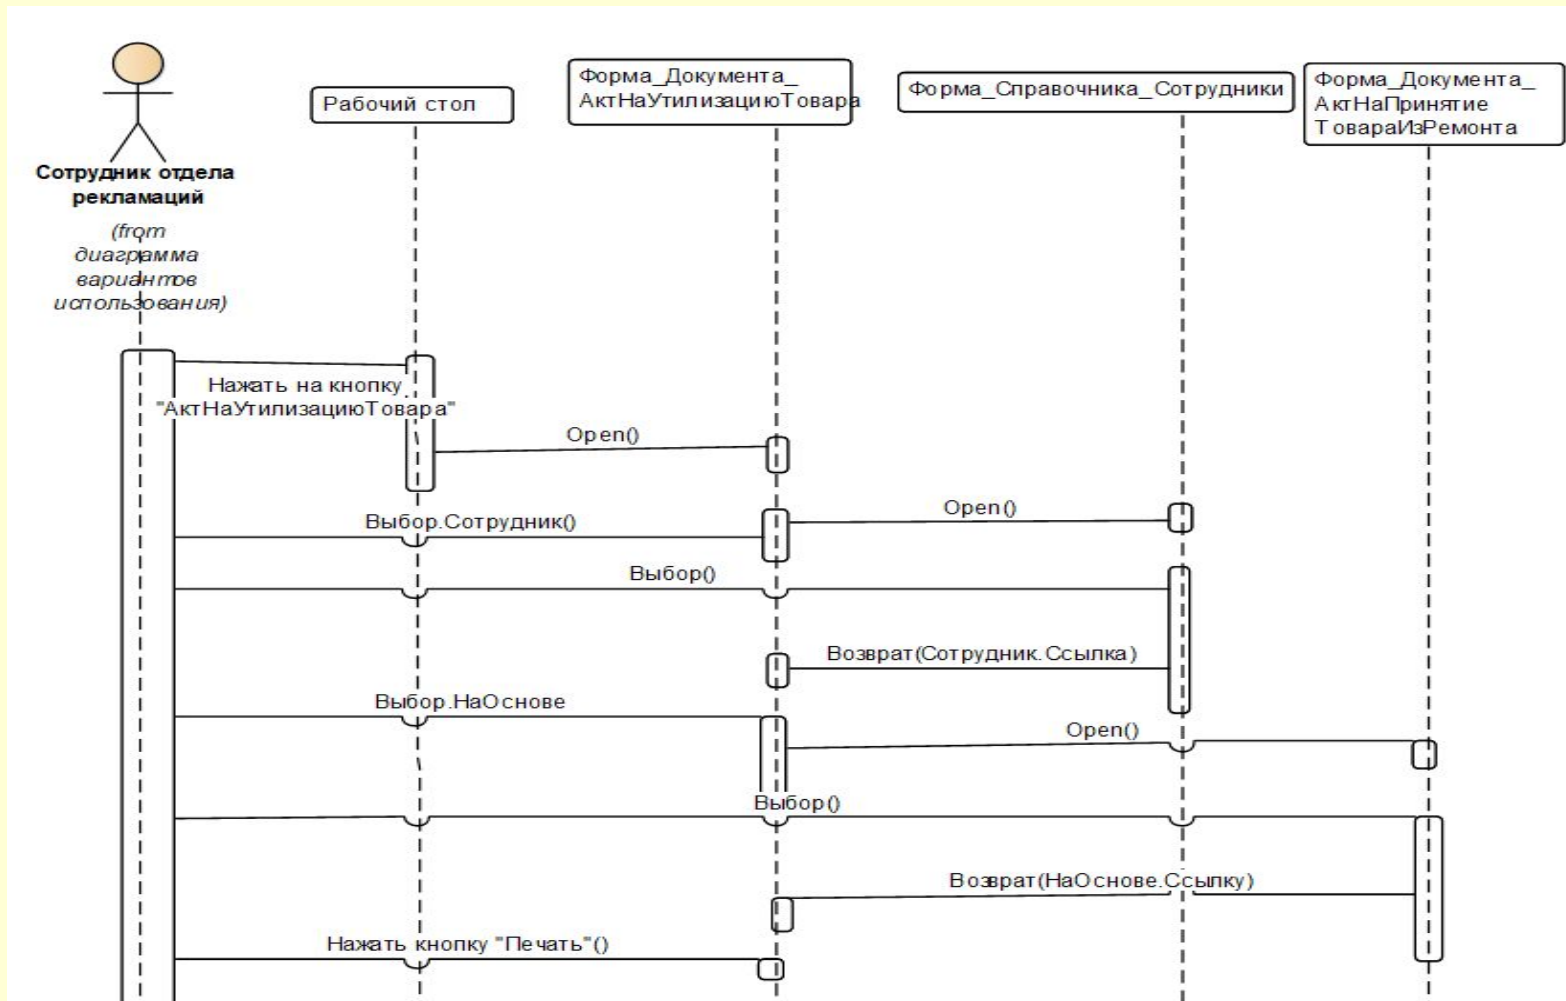 Рабочий стол
Форма_Документа_
АктНаУтилизациюТовара
Форма_Справочника_Сотрудники
Форма_Документа_
АктНаПринятие
ТовараИзРемонта
Сотрудник отдела
рекламаций
(from
диаграмма
вариантов
использования)
Нажать на кнопку
"АктНаУтилизациюТовара"
Open()
Выбор.Сотрудник()
Open()
Выбор()
Возврат(Сотрудник.Ссылка)
Выбор.НаОснове
Open()
Выбор()
Возврат(НаОснове.Ссылку)
Нажать кнопку "Печать"()